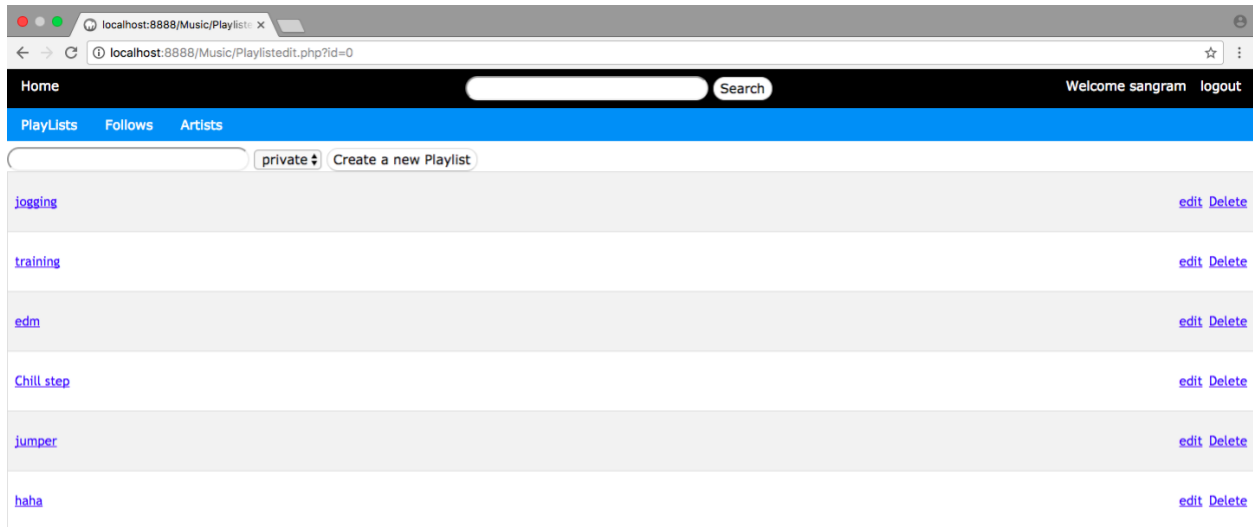 localhost:8888/Music/Playliste
localhost:8888/Music/Playlistedit.php?id=0
Home Search Welcome sangram logout
PlayLists Follows Artists
private Create a new Playlist
jogging edit Delete
training edit Delete
edm edit Delete
Chill step edit Delete
jumper edit Delete
haha edit Delete